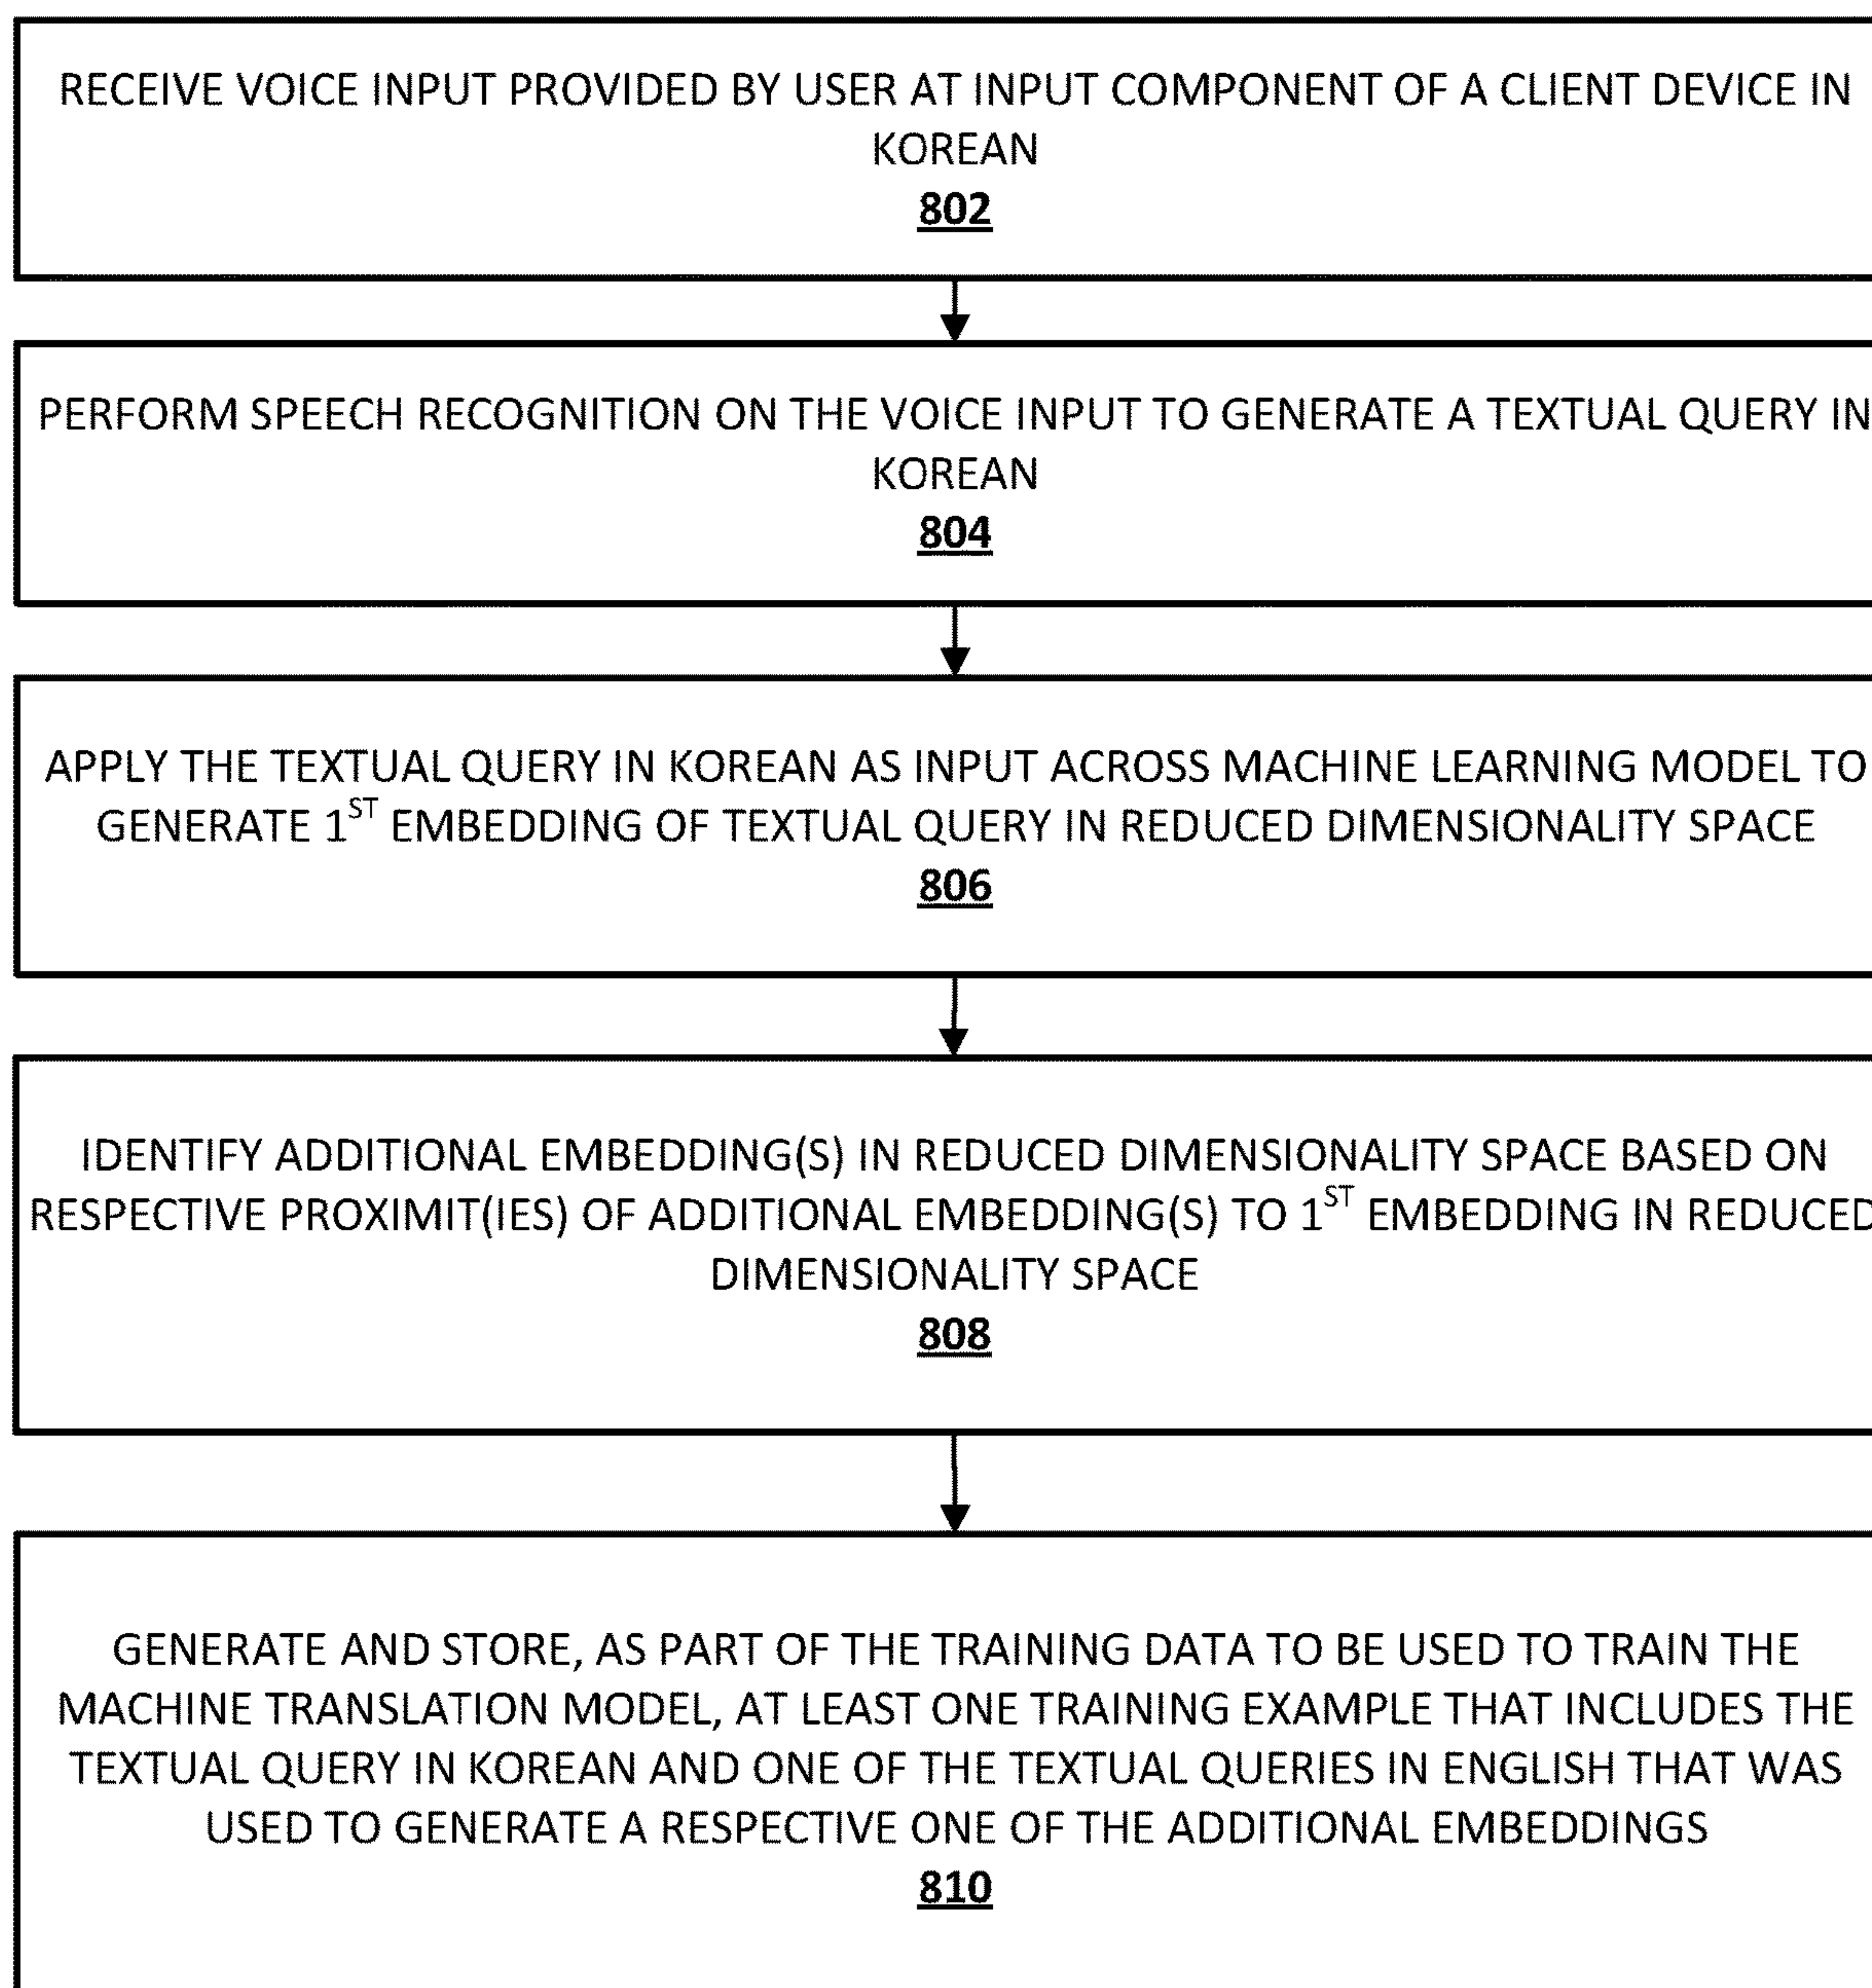 RECEIVE VOICE INPUT PROVIDED BY USER AT INPUT COMPONENT OF A CLIENT DEVICE IN
KOREAN
802
PERFORM SPEECH RECOGNITION ON THE VOICE INPUT TO GENERATE A TEXTUAL QUERY IN
KOREAN
804
APPLY THE TEXTUAL QUERY IN KOREAN AS INPUT ACROSS MACHINE LEARNING MODEL TO
GENERATE 1ST EMBEDDING OF TEXTUAL QUERY IN REDUCED DIMENSIONALITY SPACE
806
IDENTIFY ADDITIONAL EMBEDDING(S) IN REDUCED DIMENSIONALITY SPACE BASED ON
RESPECTIVE PROXIMIT(IES) OF ADDITIONAL EMBEDDING(S) TO 1ST EMBEDDING IN REDUCED
DIMENSIONALITY SPACE
808
GENERATE AND STORE, AS PART OF THE TRAINING DATA TO BE USED TO TRAIN THE
MACHINE TRANSLATION MODEL, AT LEAST ONE TRAINING EXAMPLE THAT INCLUDES THE
TEXTUAL QUERY IN KOREAN AND ONE OF THE TEXTUAL QUERIES IN ENGLISH THAT WAS
USED TO GENERATE A RESPECTIVE ONE OF THE ADDITIONAL EMBEDDINGS
810